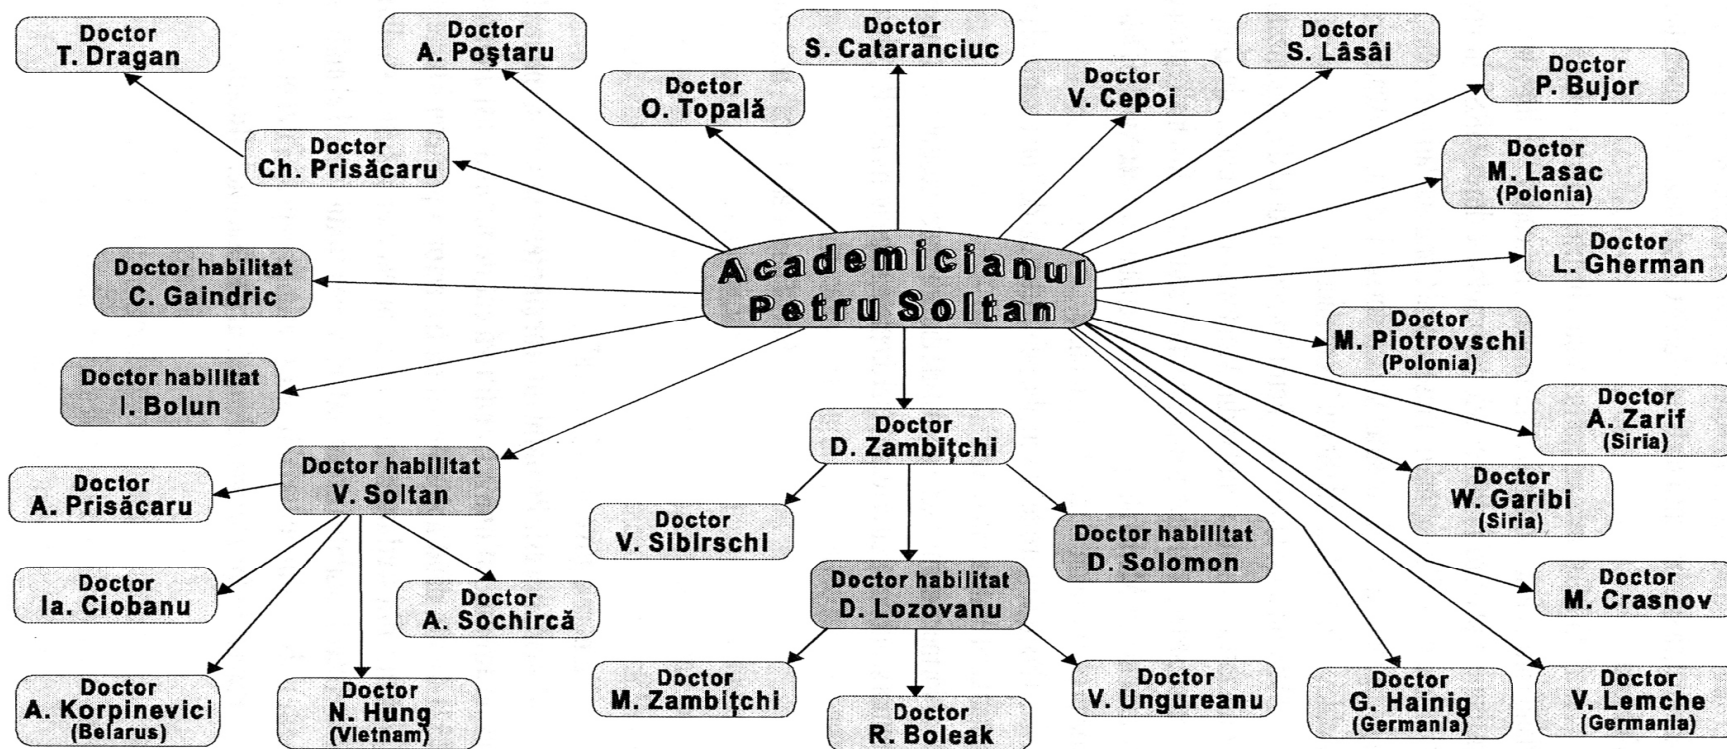 Doctor
T. Dragan
Doctor
A. Poștaru
Doctor
S. Cataranciuc
Doctor
S. Lâsâi
Doctor
O. Topală
Doctor
V. Cepoi
Doctor
P. Bujor
Doctor
Ch. Prisăcaru
Doctor
M. Lasac
(Polonia)
Doctor habilitat
C. Gaindric
Academicianul
Petru Soltan
Doctor
L. Gherman
Doctor
M. Piotrovschi
(Polonia)
Doctor habilitat
I. Bolun
Doctor
A. Zarif
(Siria)
Doctor
D. Zambițchi
Doctor habilitat
V. Soltan
Doctor
W. Garibi
(Siria)
Doctor
A. Prisăcaru
Doctor
V. Sibirschi
Doctor habilitat
D. Solomon
Doctor
Ia. Ciobanu
Doctor
A. Sochircă
Doctor habilitat
D. Lozovanu
Doctor
M. Crasnov
Doctor
A. Korpinevici
(Belarus)
Doctor
N. Hung
(Vietnam)
Doctor
M. Zambițchi
Doctor
R. Boleak
Doctor
V. Ungureanu
Doctor
G. Hainig
(Germania)
Doctor
V. Lemche
(Germania)